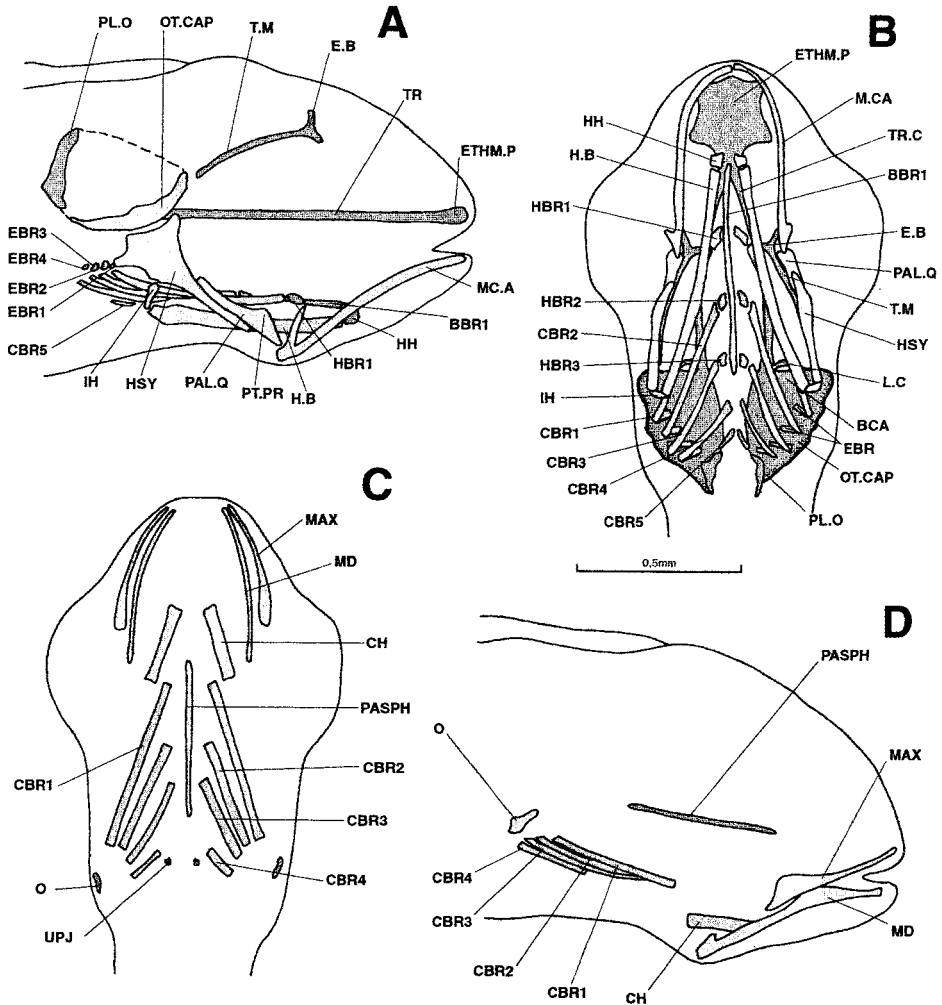 A
PL.O
OT.CAP
T.M
E.B
TR
ETHM.P
EBR3
EBR4
EBR2
EBR1
CBR5
IH
HSY
PAL.Q
PT.PR
H.B
HBR1
HH
BBR1
MC.A
B
ETHM.P
M.CA
HH
TR.C
H.B
BBR1
HBR1
E.B
PAL.Q
HBR2
T.M
CBR2
HSY
HBR3
L.C
IH
BCA
CBR1
EBR
CBR3
OT.CAP
CBR4
PL.O
CBR5
0,5mm
C
MAX
MD
CH
PASPH
CBR1
CBR2
CBR3
CBR4
O
UPJ
D
PASPH
O
MAX
CBR4
CBR3
CBR2
CBR1
CH
MD